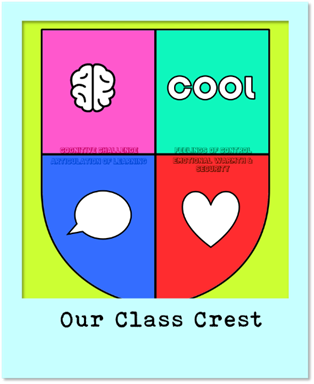 COOL
COGNITIVE CHALLENGE
FEELINGS OF CONTROL
ARTICULATION OF LEARNING
EMOTIONAL WARMTH &
SECURITY
Our Class Crest